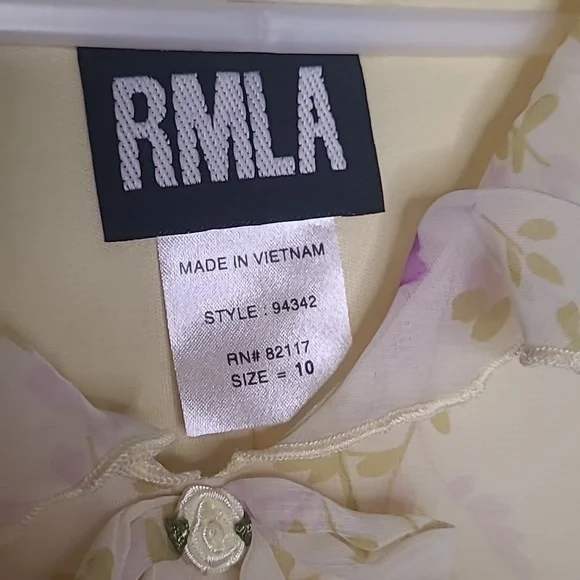 RMLA
MADE IN VIETNAM
STYLE : 94342
RN# 82117
SIZE = 10